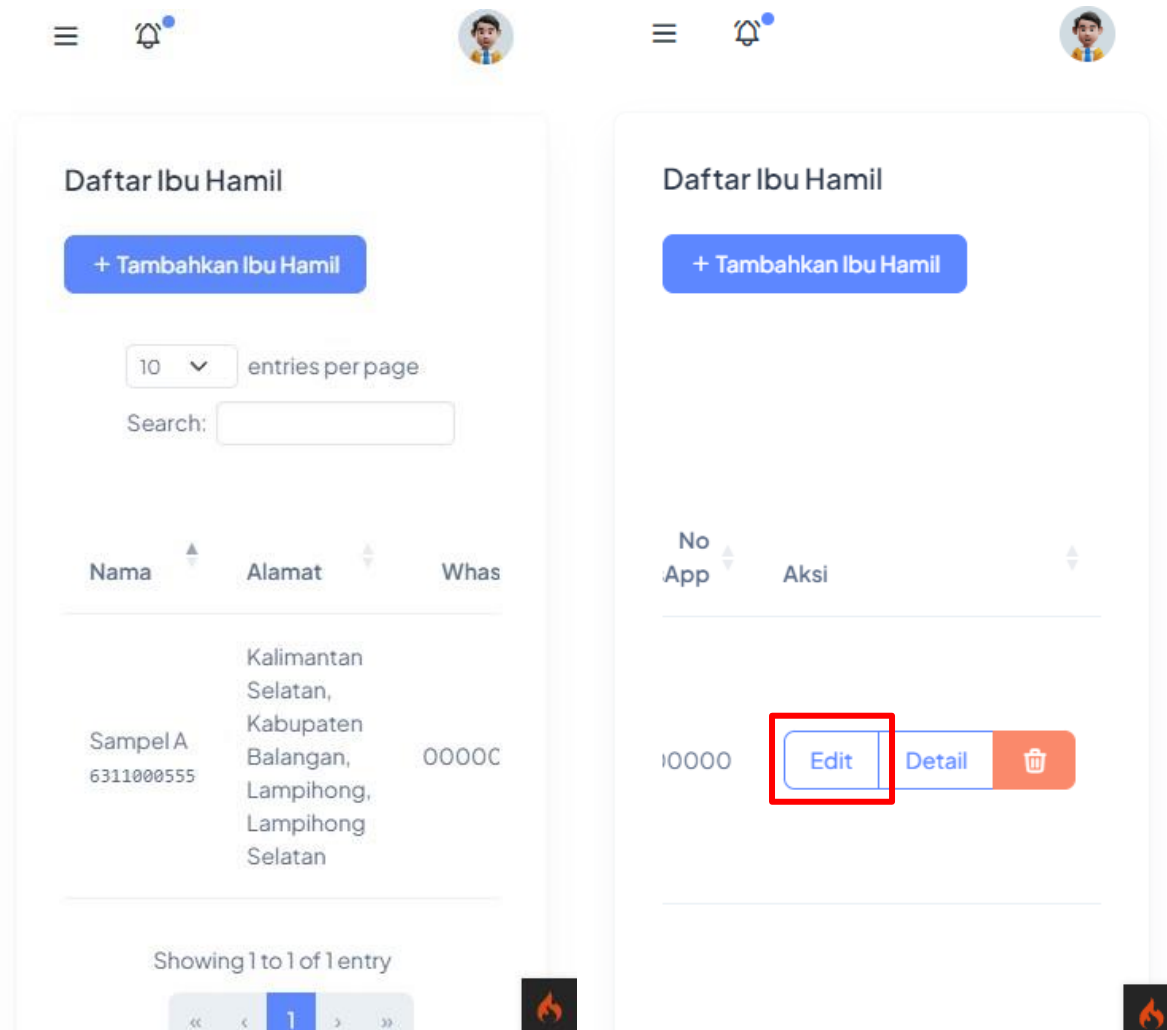 Daftar Ibu Hamil
+ Tambahkan Ibu Hamil
10 entries per page
Search:
Nama Alamat Whas
Sampel A
6311000555
Kalimantan
Selatan,
Kabupaten
Balangan,
Lampihong,
Lampihong
Selatan
00000
Showing 1 to 1 of 1 entry
« ‹ 1 › »
Daftar Ibu Hamil
+ Tambahkan Ibu Hamil
No
App
Aksi
00000
Edit Detail